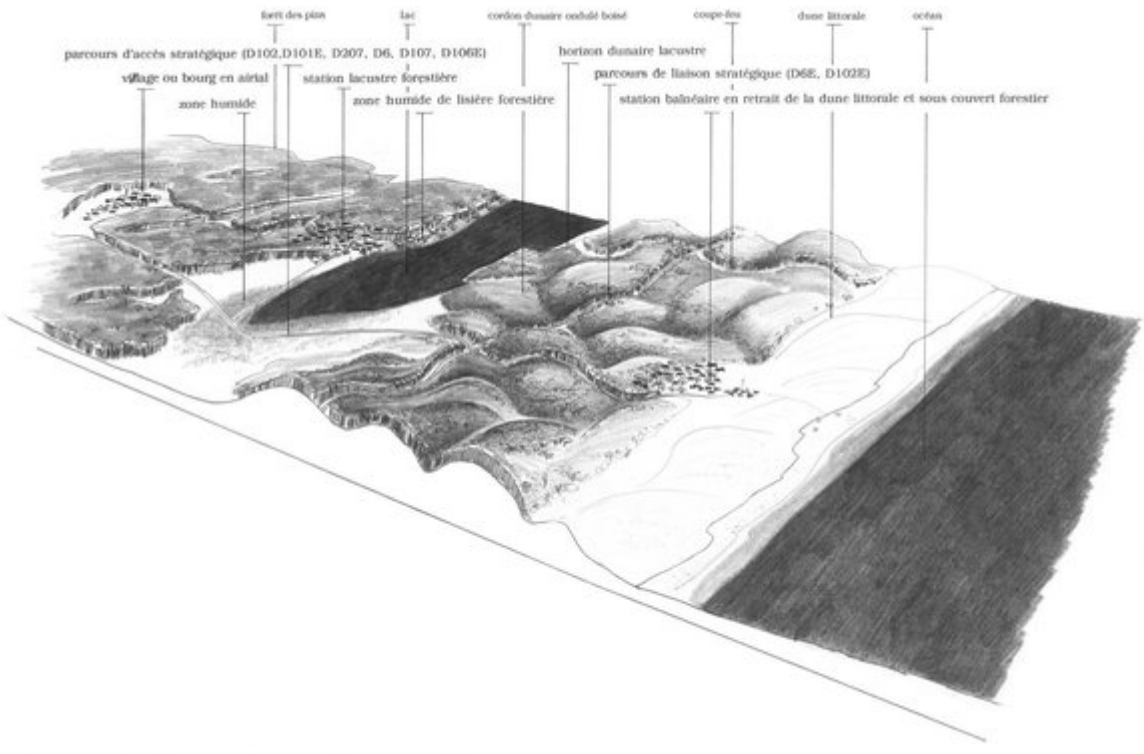 forêt des pins lac cordon dunaire ondulé boisé coupe-feu dune littorale océan
parcours d'accès stratégique (D102,D101E, D207, D6, D107, D106E) horizon dunaire lacustre
village ou bourg en airial station lacustre forestière parcours de liaison stratégique (D6E, D102E)
zone humide zone humide de lisière forestière station balnéaire en retrait de la dune littorale et sous couvert forestier